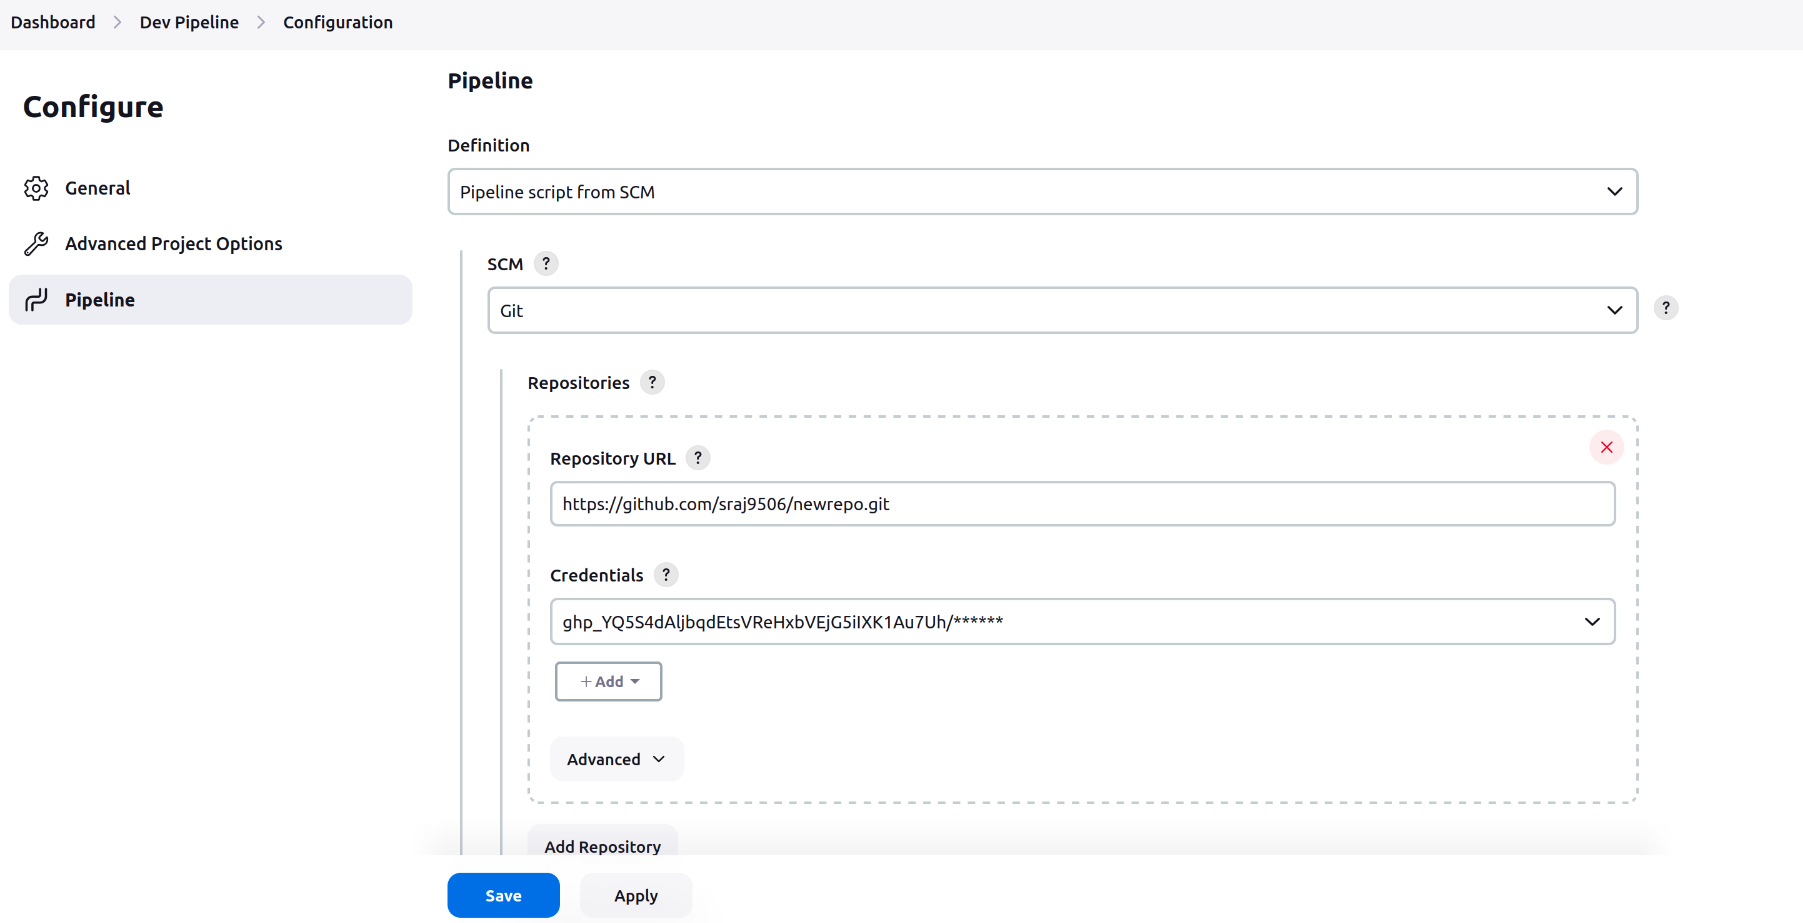 Dashboard > Dev Pipeline > Configuration
Configure
General
Advanced Project Options
Pipeline
Pipeline
Definition
Pipeline script from SCM
SCM ?
Git
?
Repositories ?
Repository URL ?
https://github.com/sraj9506/newrepo.git
Credentials ?
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/******
+ Add
Advanced
Add Repository
Save
Apply